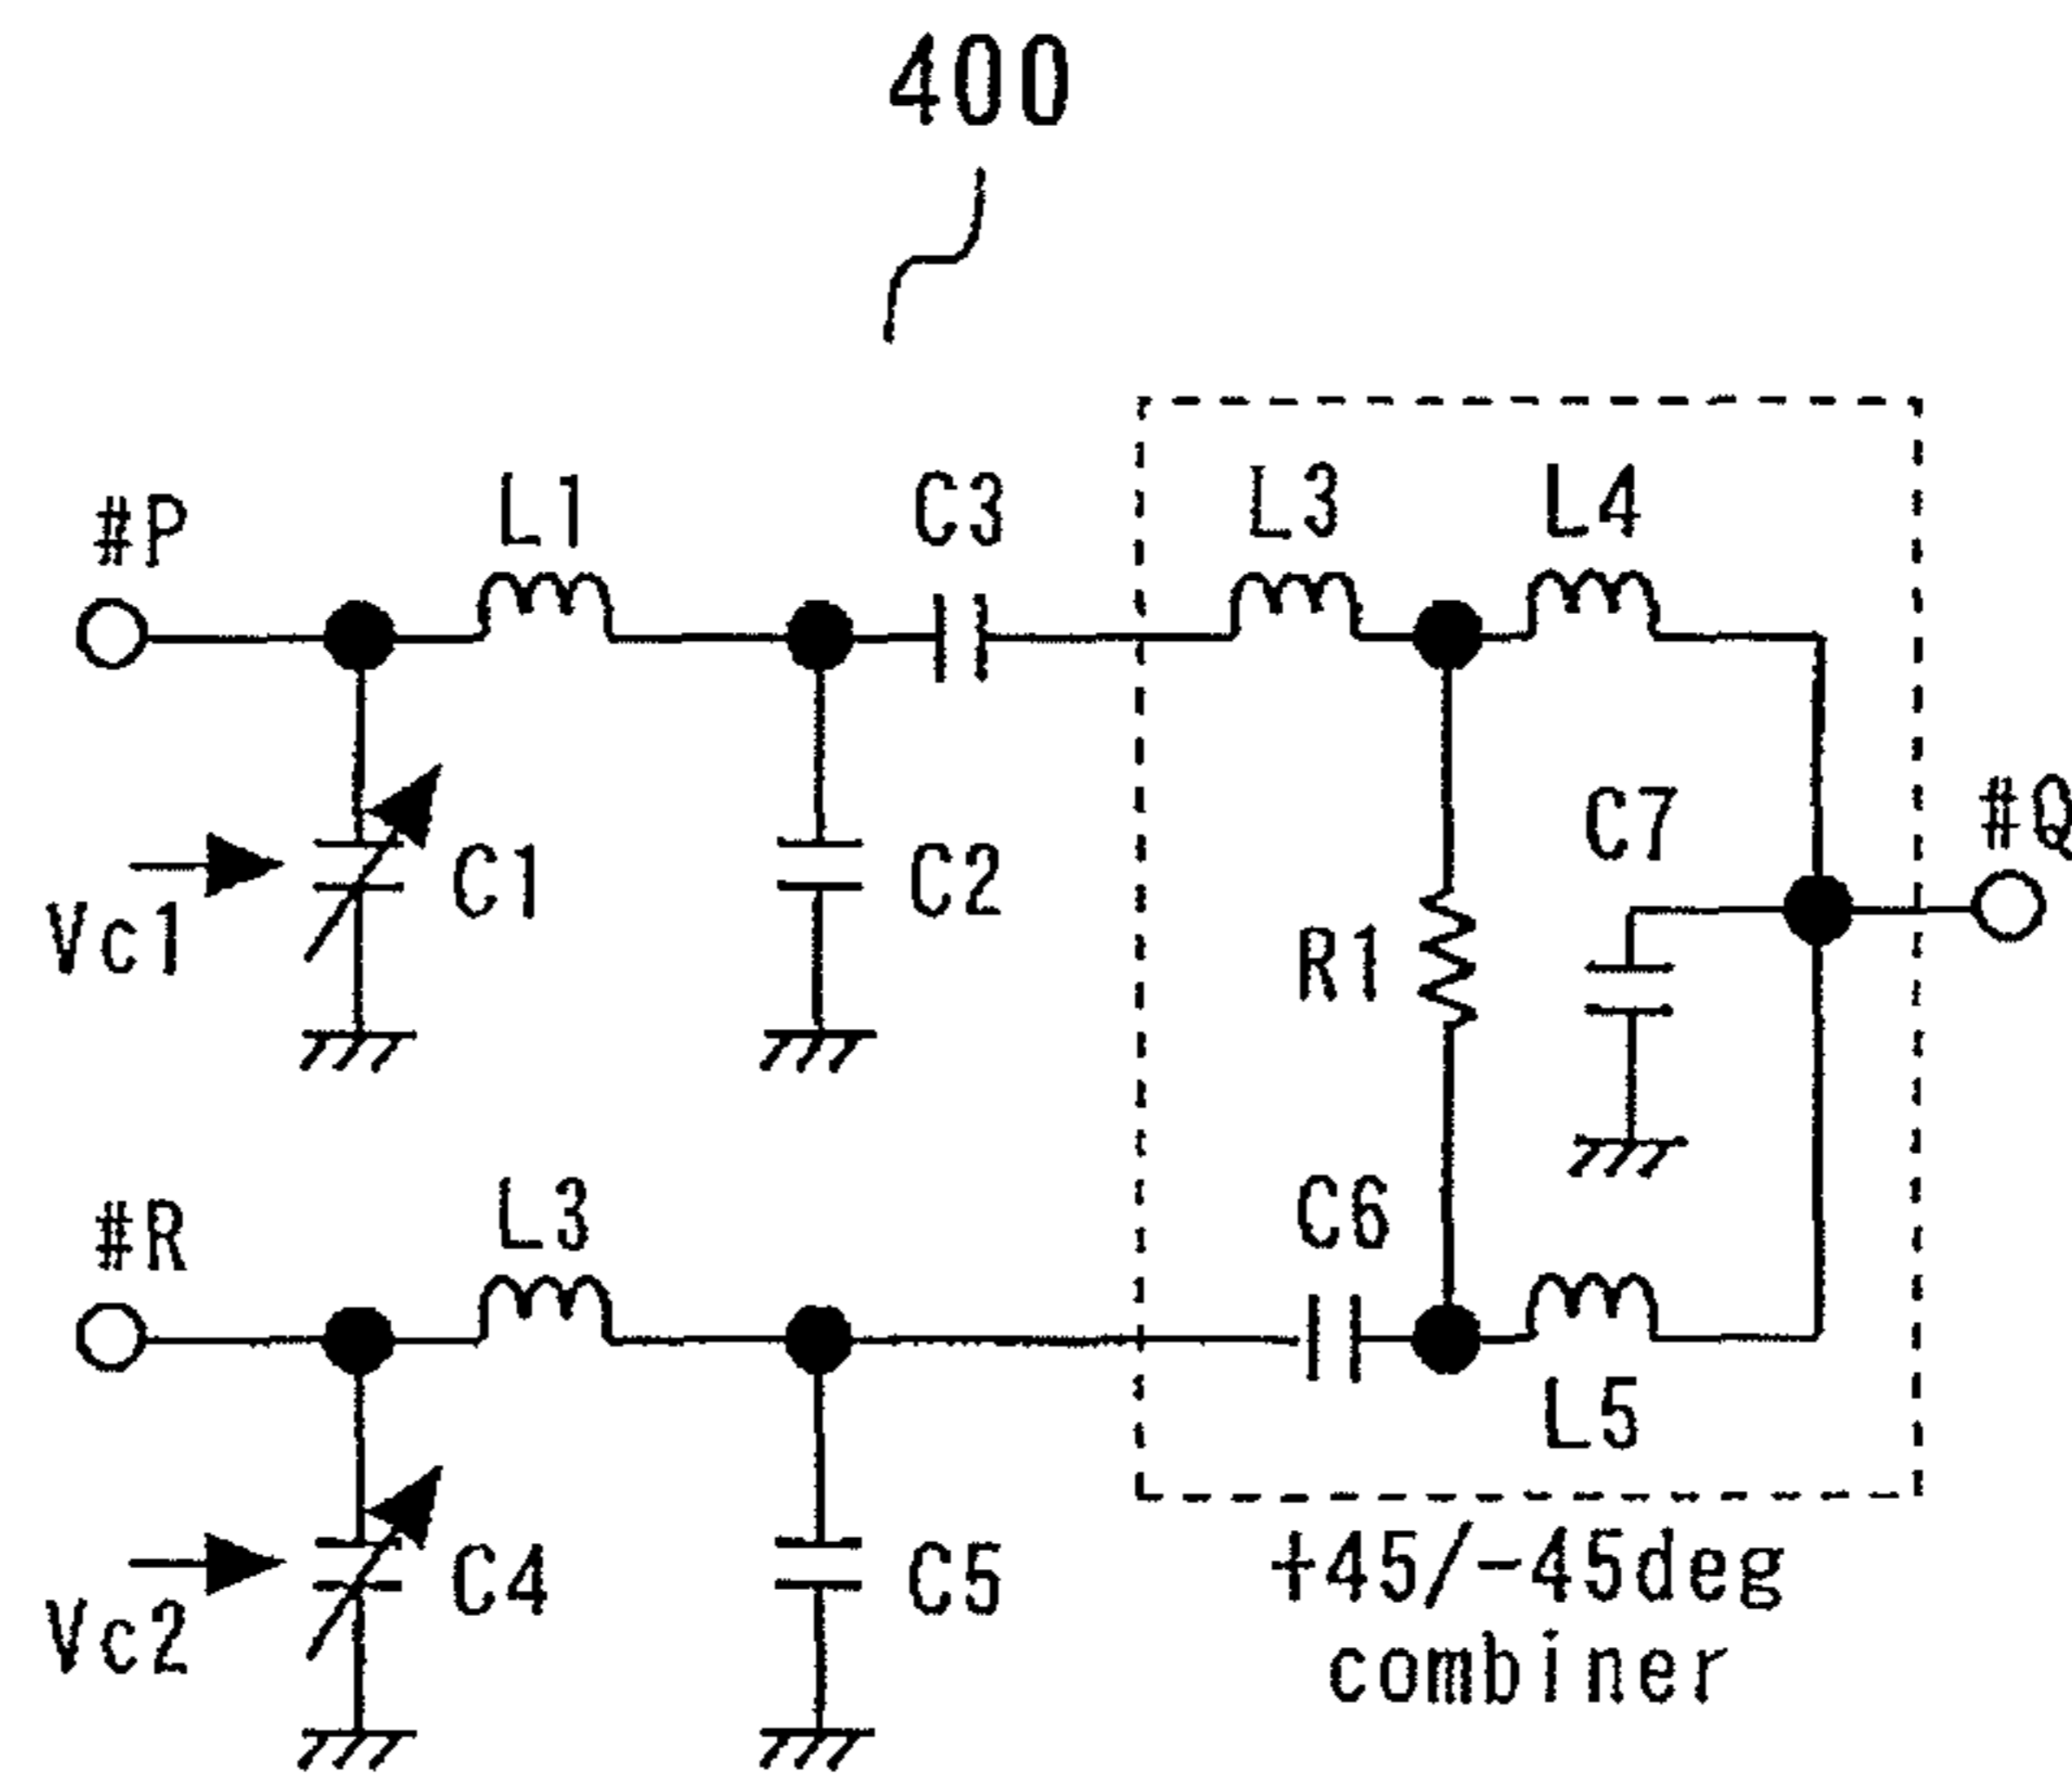 400
#P
L1
C3
L3
L4
Vc1
C1
C2
R1
C7
#Q
#R
L3
C6
L5
Vc2
C4
C5
+45/-45deg
combiner